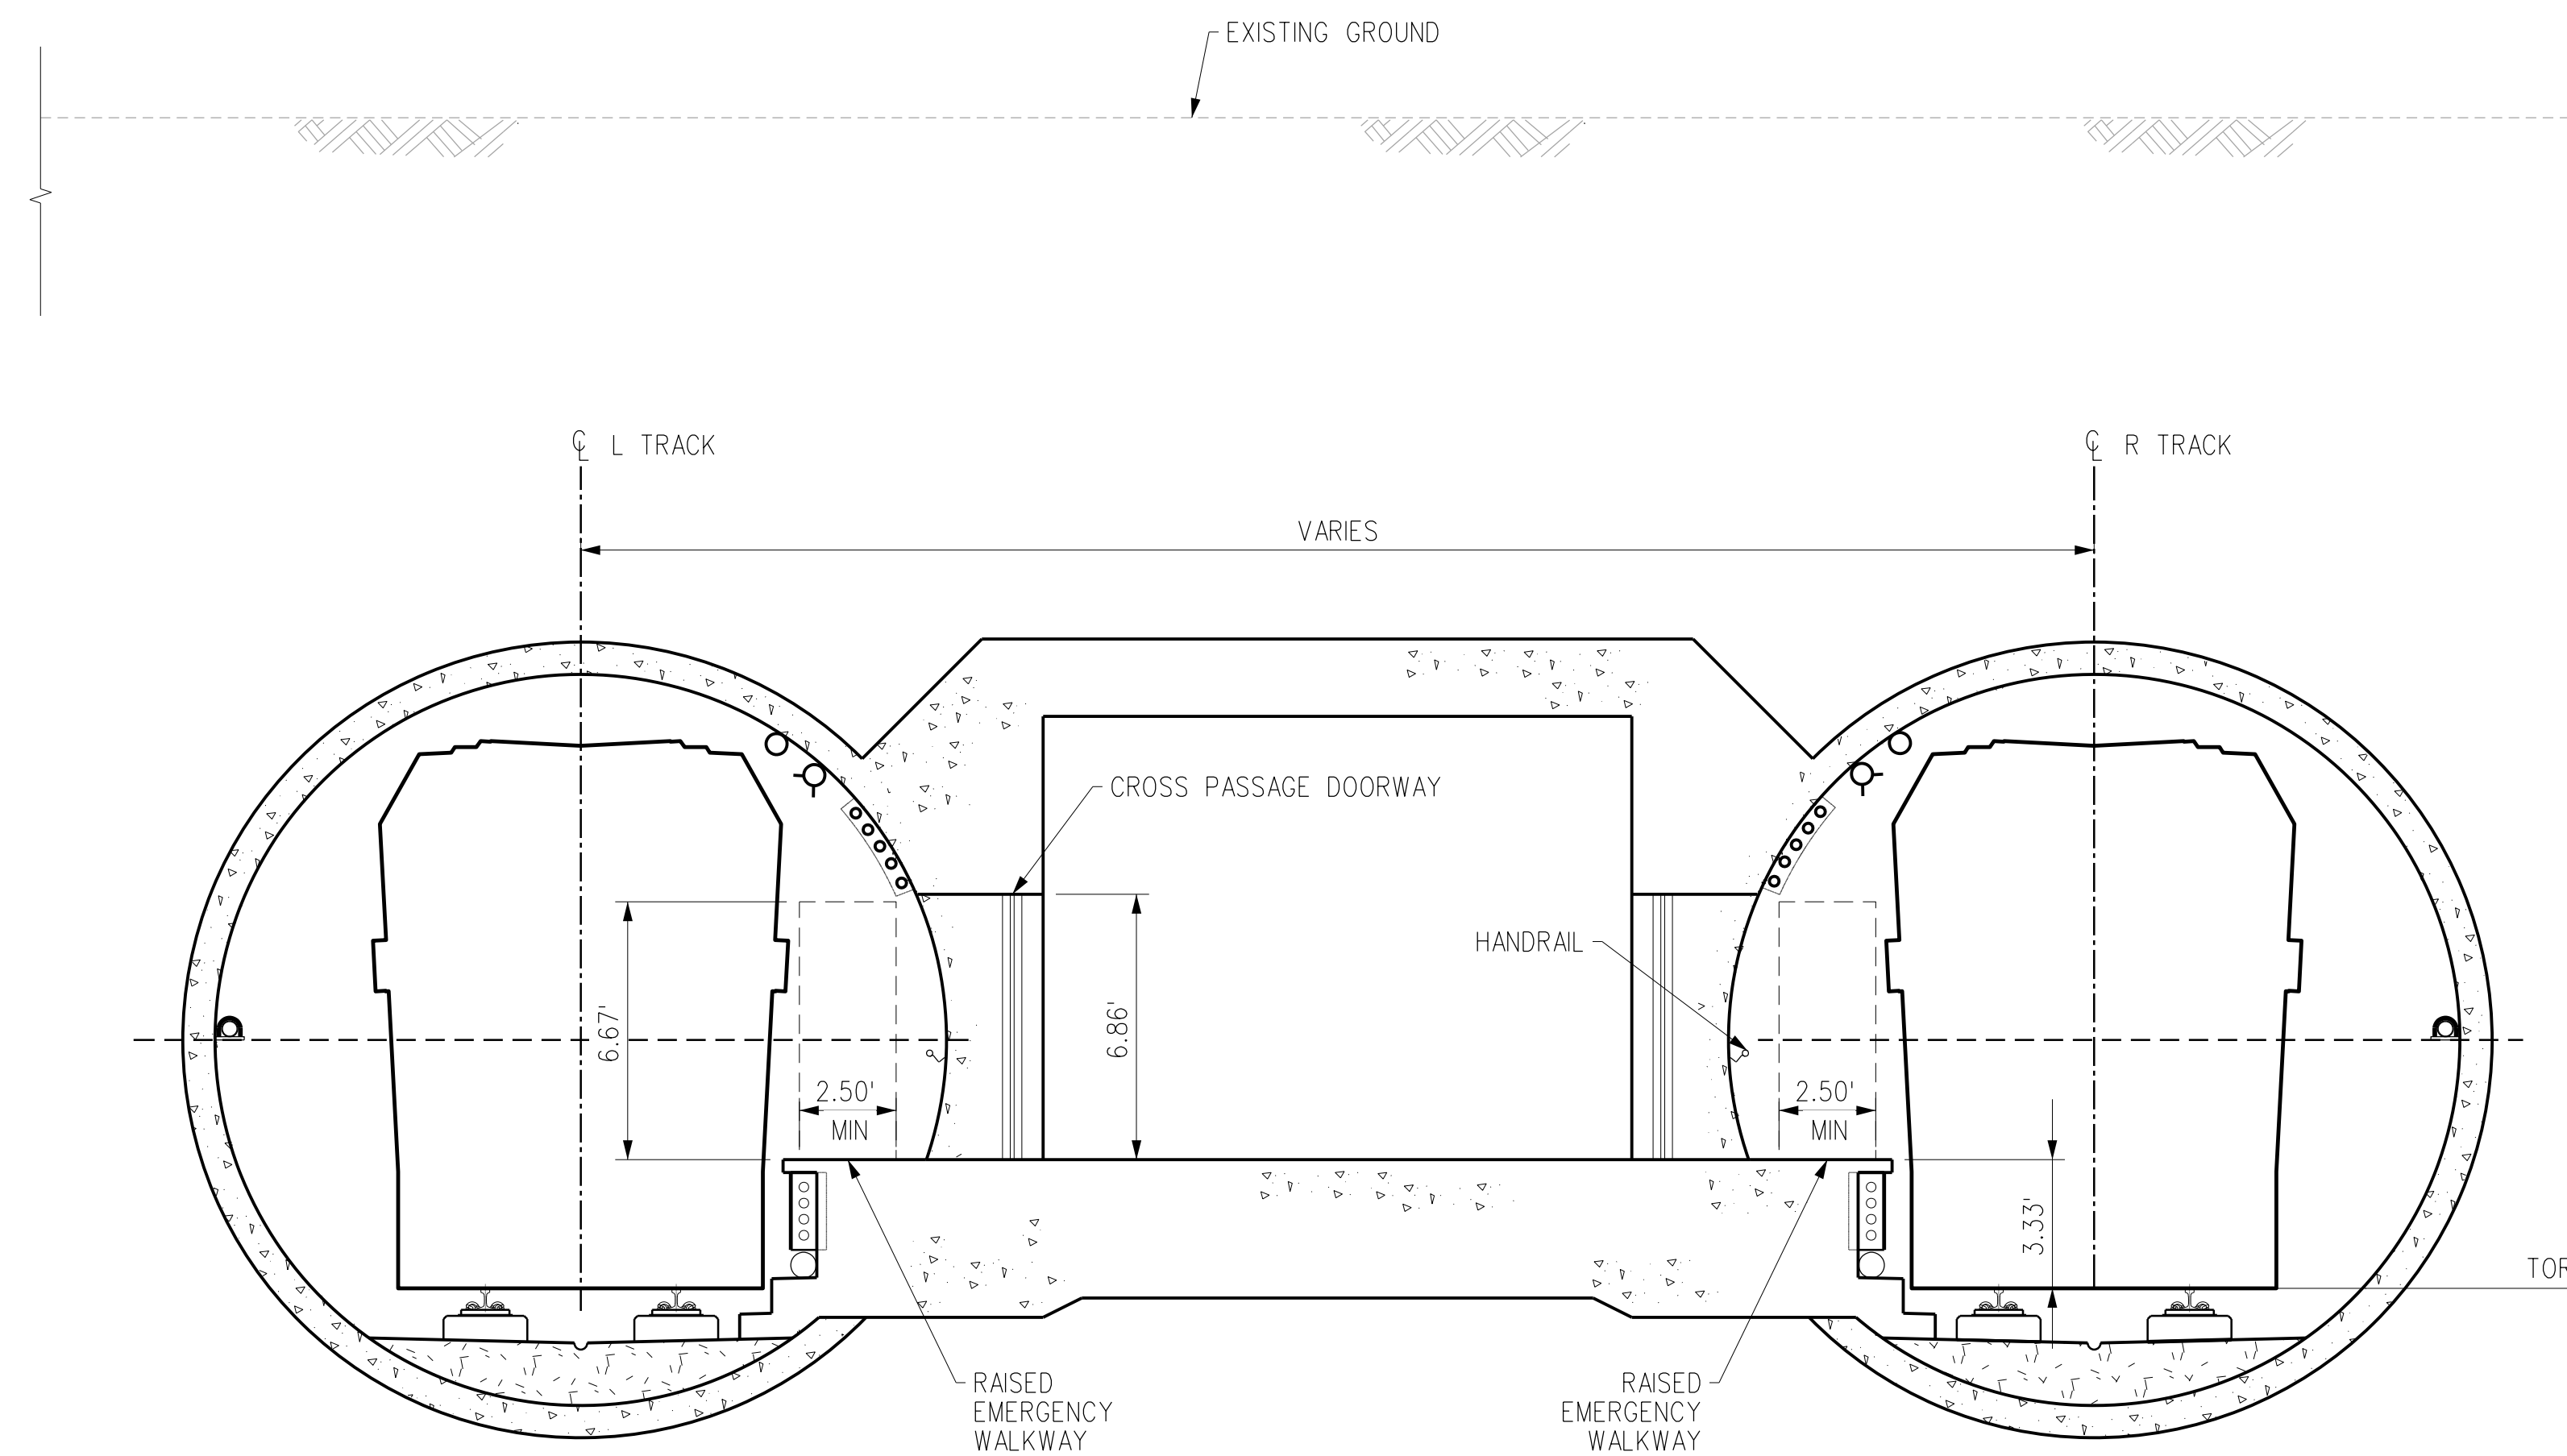 EXISTING GROUND
℄ L TRACK
℄ R TRACK
VARIES
CROSS PASSAGE DOORWAY
HANDRAIL
6.67'
6.86'
2.50'
MIN
2.50'
MIN
3.33'
TOR
RAISED
EMERGENCY
WALKWAY
RAISED
EMERGENCY
WALKWAY